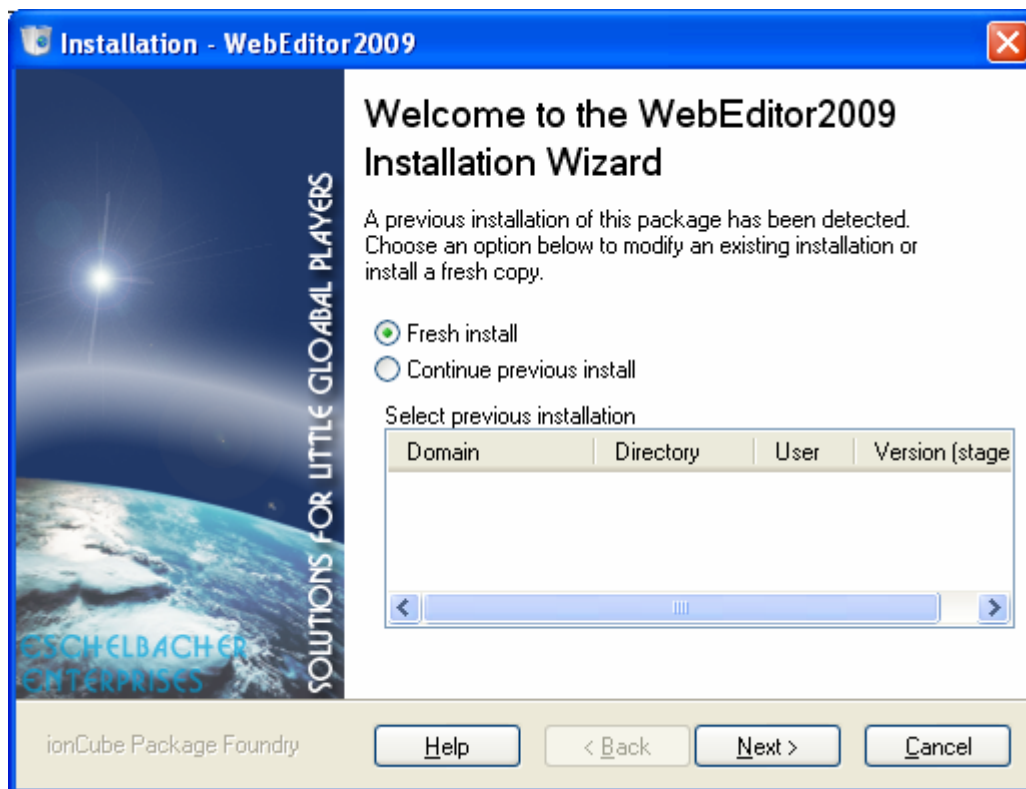 Installation - WebEditor2009
SOLUTIONS FOR LITTLE GLOABAL PLAYERS
ESCHELBACHER
ENTERPRISES
Welcome to the WebEditor2009
Installation Wizard
A previous installation of this package has been detected.
Choose an option below to modify an existing installation or
install a fresh copy.
Fresh install
Continue previous install
Select previous installation
Domain Directory User Version (stage
ionCube Package Foundry Help < Back Next > Cancel